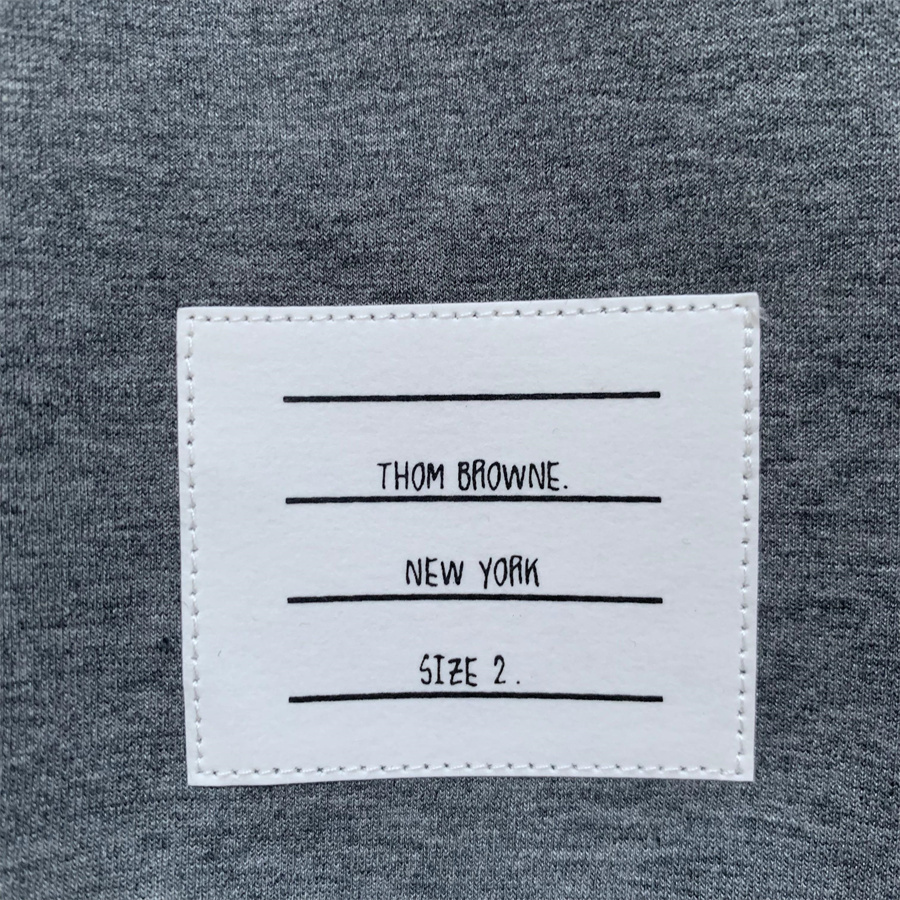 THOM BROWNE.
NEW YORK
SIZE 2.